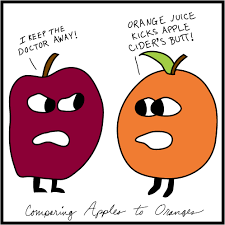 I KEEP THE
DOCTOR AWAY!
ORANGE JUICE
KICKS APPLE
CIDER'S BUTT!
Comparing Apples to Oranges